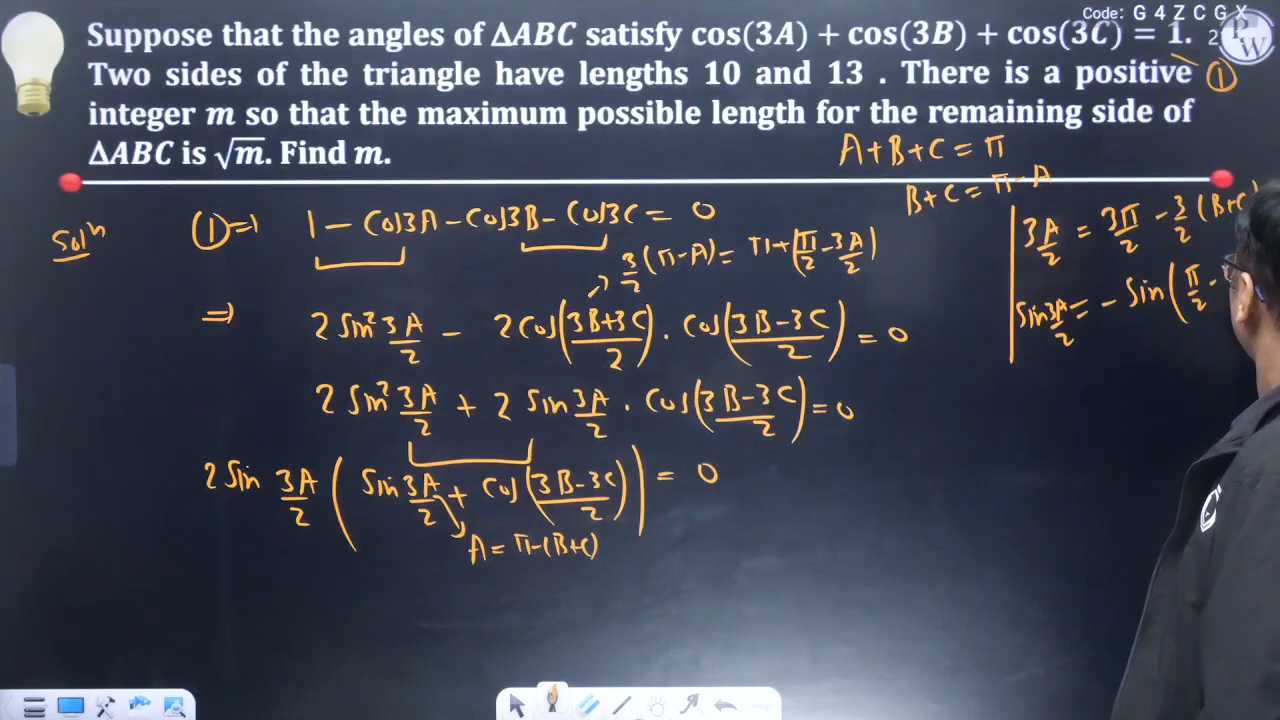 Code: G 4 Z C G X
Suppose that the angles of ΔABC satisfy cos(3A) + cos(3B) + cos(3C) = 1.
Two sides of the triangle have lengths 10 and 13 . There is a positive ①
integer m so that the maximum possible length for the remaining side of
ΔABC is √m. Find m.
A+B+C = π
B+C = π-A
Solⁿ ①⇒ 1 - Cos3A - Cos3B - Cos3C = 0
3/2 (π-A) = π + (π/2 - 3A/2)
3A/2 = 3π/2 - 3/2 (B+C)
⇒ 2 Sin² 3A/2 - 2Cos((3B+3C)/2) . Cos((3B-3C)/2) = 0
Sin 3A/2 = - Sin(π/2 -
2 Sin² 3A/2 + 2 Sin 3A/2 . Cos((3B-3C)/2) = 0
2 Sin 3A/2 ( Sin 3A/2 + Cos((3B-3C)/2) ) = 0
A = π-(B+C)